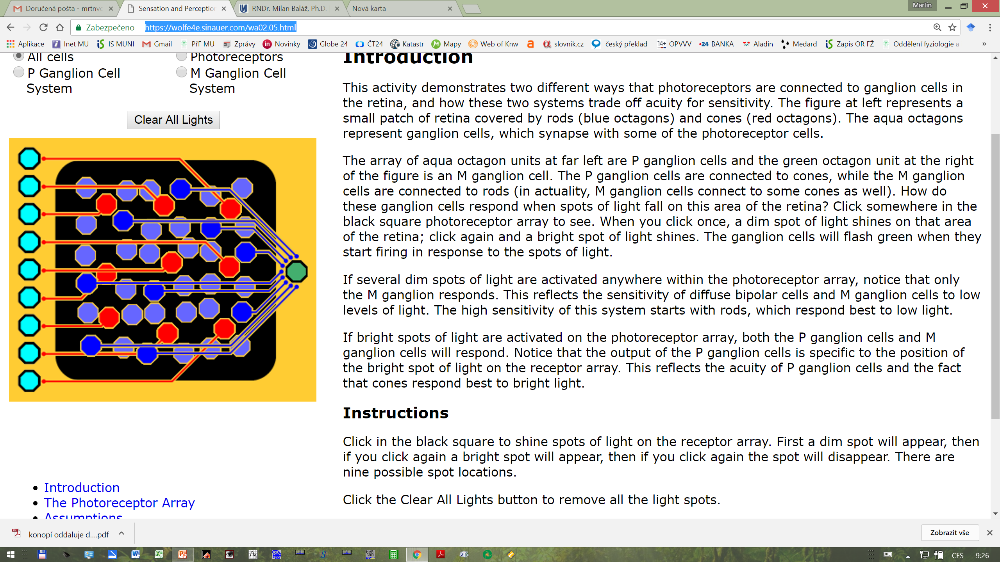 Doručená pošta - mrtnvc
Sensation and Perception
RNDr. Milan Baláž, Ph.D.
Nová karta
Martin
Zabezpečeno
https://wolfe4e.sinauer.com/wa02.05.html
Aplikace
Inet MU
IS MUNI
Gmail
PřF MU
Zprávy
Novinky
Globe 24
ČT24
Katastr
Mapy
Web of Knw
slovnik.cz
český překlad
OPVVV
BANKA
Aladin
Medard
Zapis OR FŽ
Oddělení fyziologie a
»
All cells
Photoreceptors
P Ganglion Cell
System
M Ganglion Cell
System
Clear All Lights
Introduction
The Photoreceptor Array
Assumptions
Introduction
This activity demonstrates two different ways that photoreceptors are connected to ganglion cells in
the retina, and how these two systems trade off acuity for sensitivity. The figure at left represents a
small patch of retina covered by rods (blue octagons) and cones (red octagons). The aqua octagons
represent ganglion cells, which synapse with some of the photoreceptor cells.
The array of aqua octagon units at far left are P ganglion cells and the green octagon unit at the right
of the figure is an M ganglion cell. The P ganglion cells are connected to cones, while the M ganglion
cells are connected to rods (in actuality, M ganglion cells connect to some cones as well). How do
these ganglion cells respond when spots of light fall on this area of the retina? Click somewhere in the
black square photoreceptor array to see. When you click once, a dim spot of light shines on that area
of the retina; click again and a bright spot of light shines. The ganglion cells will flash green when they
start firing in response to the spots of light.
If several dim spots of light are activated anywhere within the photoreceptor array, notice that only
the M ganglion responds. This reflects the sensitivity of diffuse bipolar cells and M ganglion cells to low
levels of light. The high sensitivity of this system starts with rods, which respond best to low light.
If bright spots of light are activated on the photoreceptor array, both the P ganglion cells and M
ganglion cells will respond. Notice that the output of the P ganglion cells is specific to the position of
the bright spot of light on the receptor array. This reflects the acuity of P ganglion cells and the fact
that cones respond best to bright light.
Instructions
Click in the black square to shine spots of light on the receptor array. First a dim spot will appear, then
if you click again a bright spot will appear, then if you click again the spot will disappear. There are
nine possible spot locations.
Click the Clear All Lights button to remove all the light spots.
konopí oddaluje d....pdf
Zobrazit vše
CES
9:26